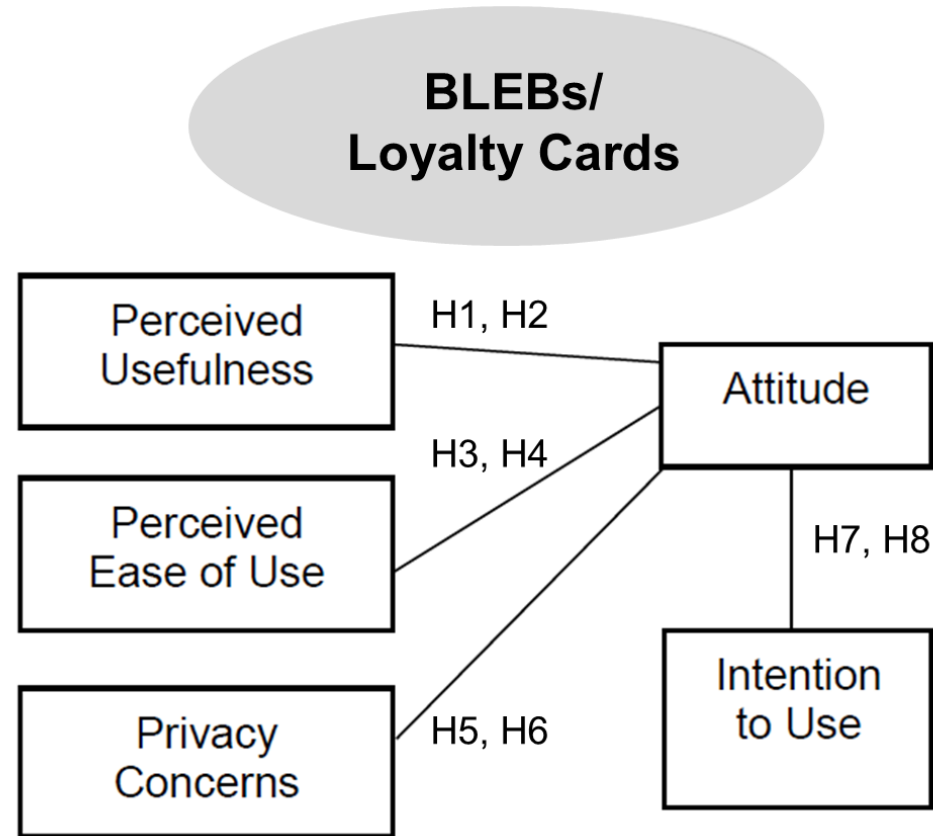 BLEBs/
Loyalty Cards
Perceived
Usefulness
H1, H2
Attitude
H3, H4
Perceived
Ease of Use
H7, H8
Privacy
Concerns
H5, H6
Intention
to Use